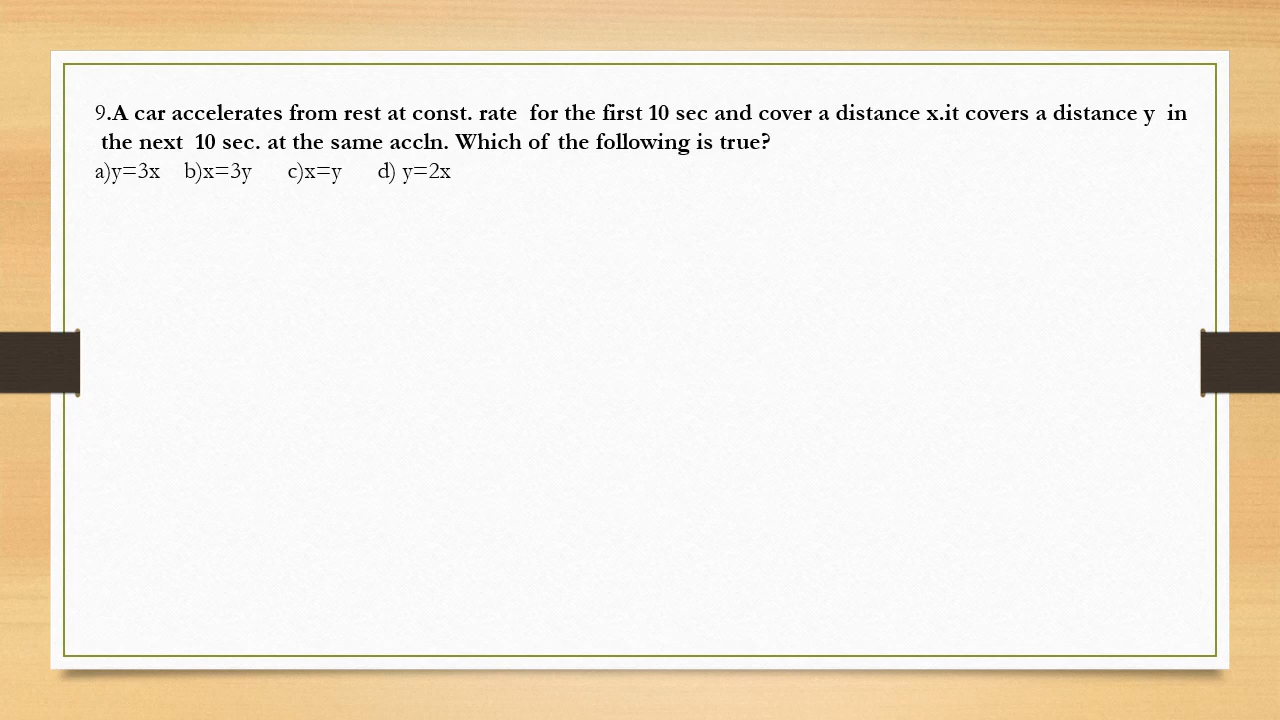 9.A car accelerates from rest at const. rate  for the first 10 sec and cover a distance x.it covers a distance y  in
the next  10 sec. at the same accln. Which of the following is true?
a)y=3x    b)x=3y      c)x=y      d) y=2x